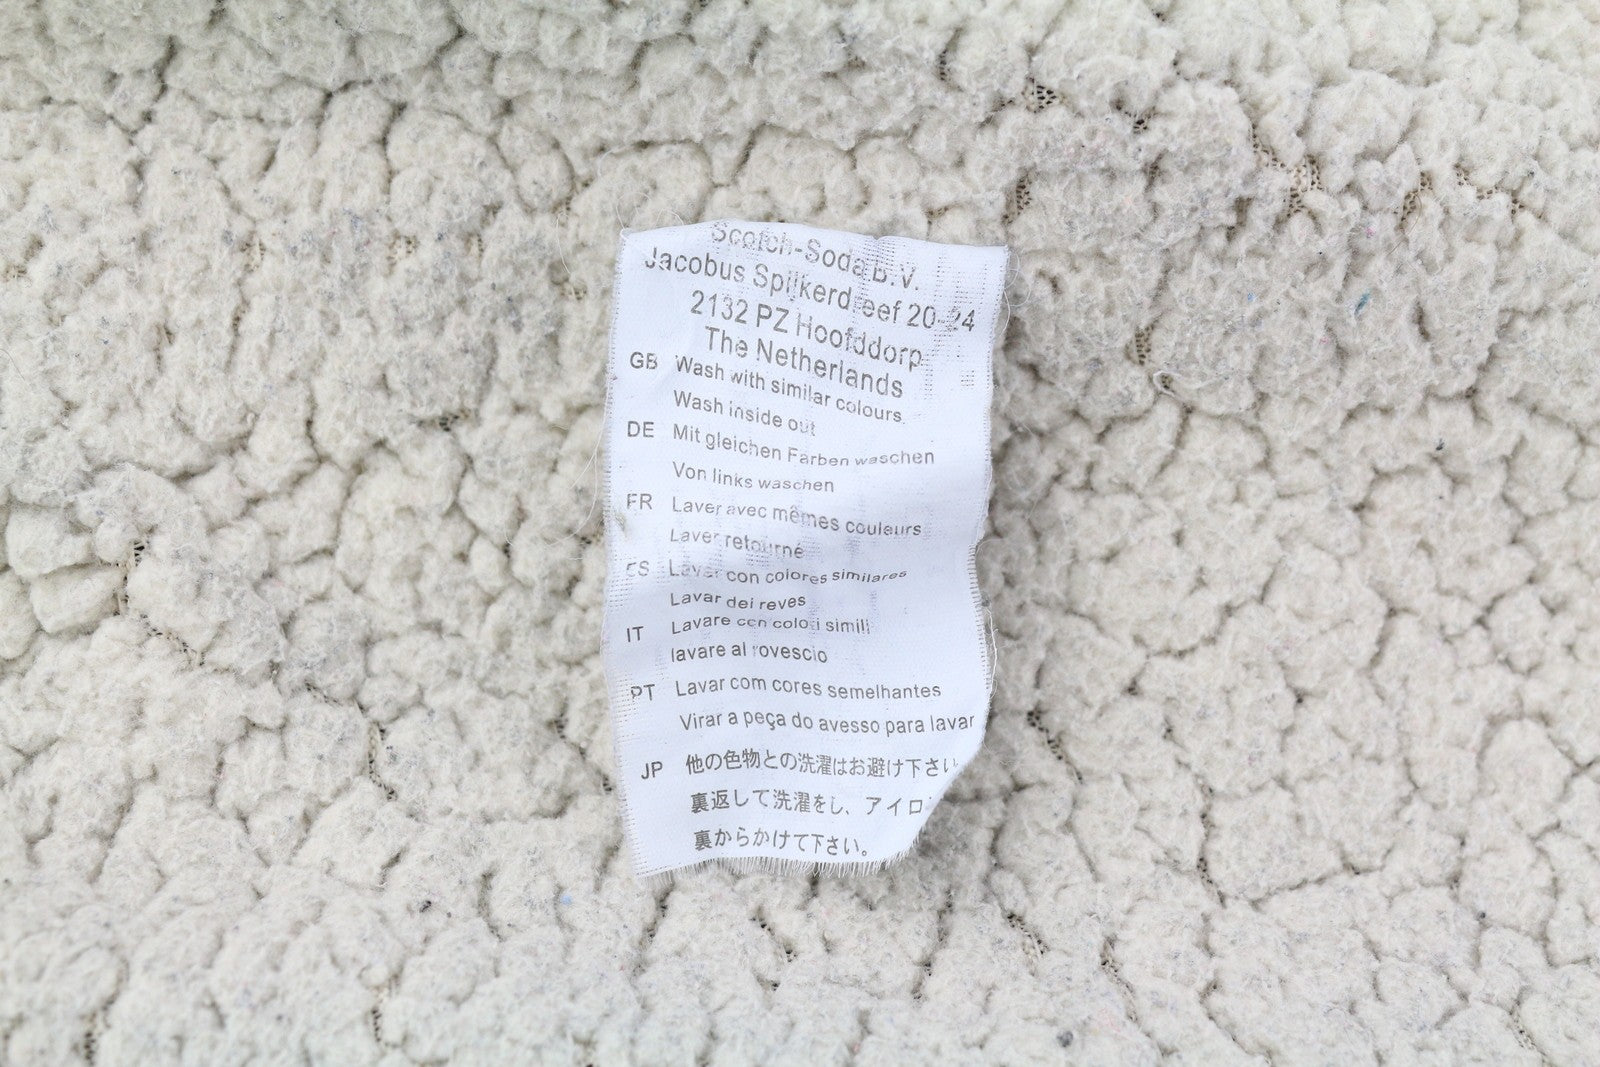 Scotch-Soda B.V.
Jacobus Spijkerdreef 20-24
2132 PZ Hoofddorp
The Netherlands
GB Wash with similar colours
Wash inside out
DE Mit gleichen Farben waschen
Von links waschen
FR Laver avec mêmes couleurs
Laver retourné
ES Lavar con colores similares
Lavar del reves
IT Lavare con colori simili
lavare al rovescio
PT Lavar com cores semelhantes
Virar a peça do avesso para lavar
JP 他の色物との洗濯はお避け下さい
裏返して洗濯をし、アイロ
裏からかけて下さい。